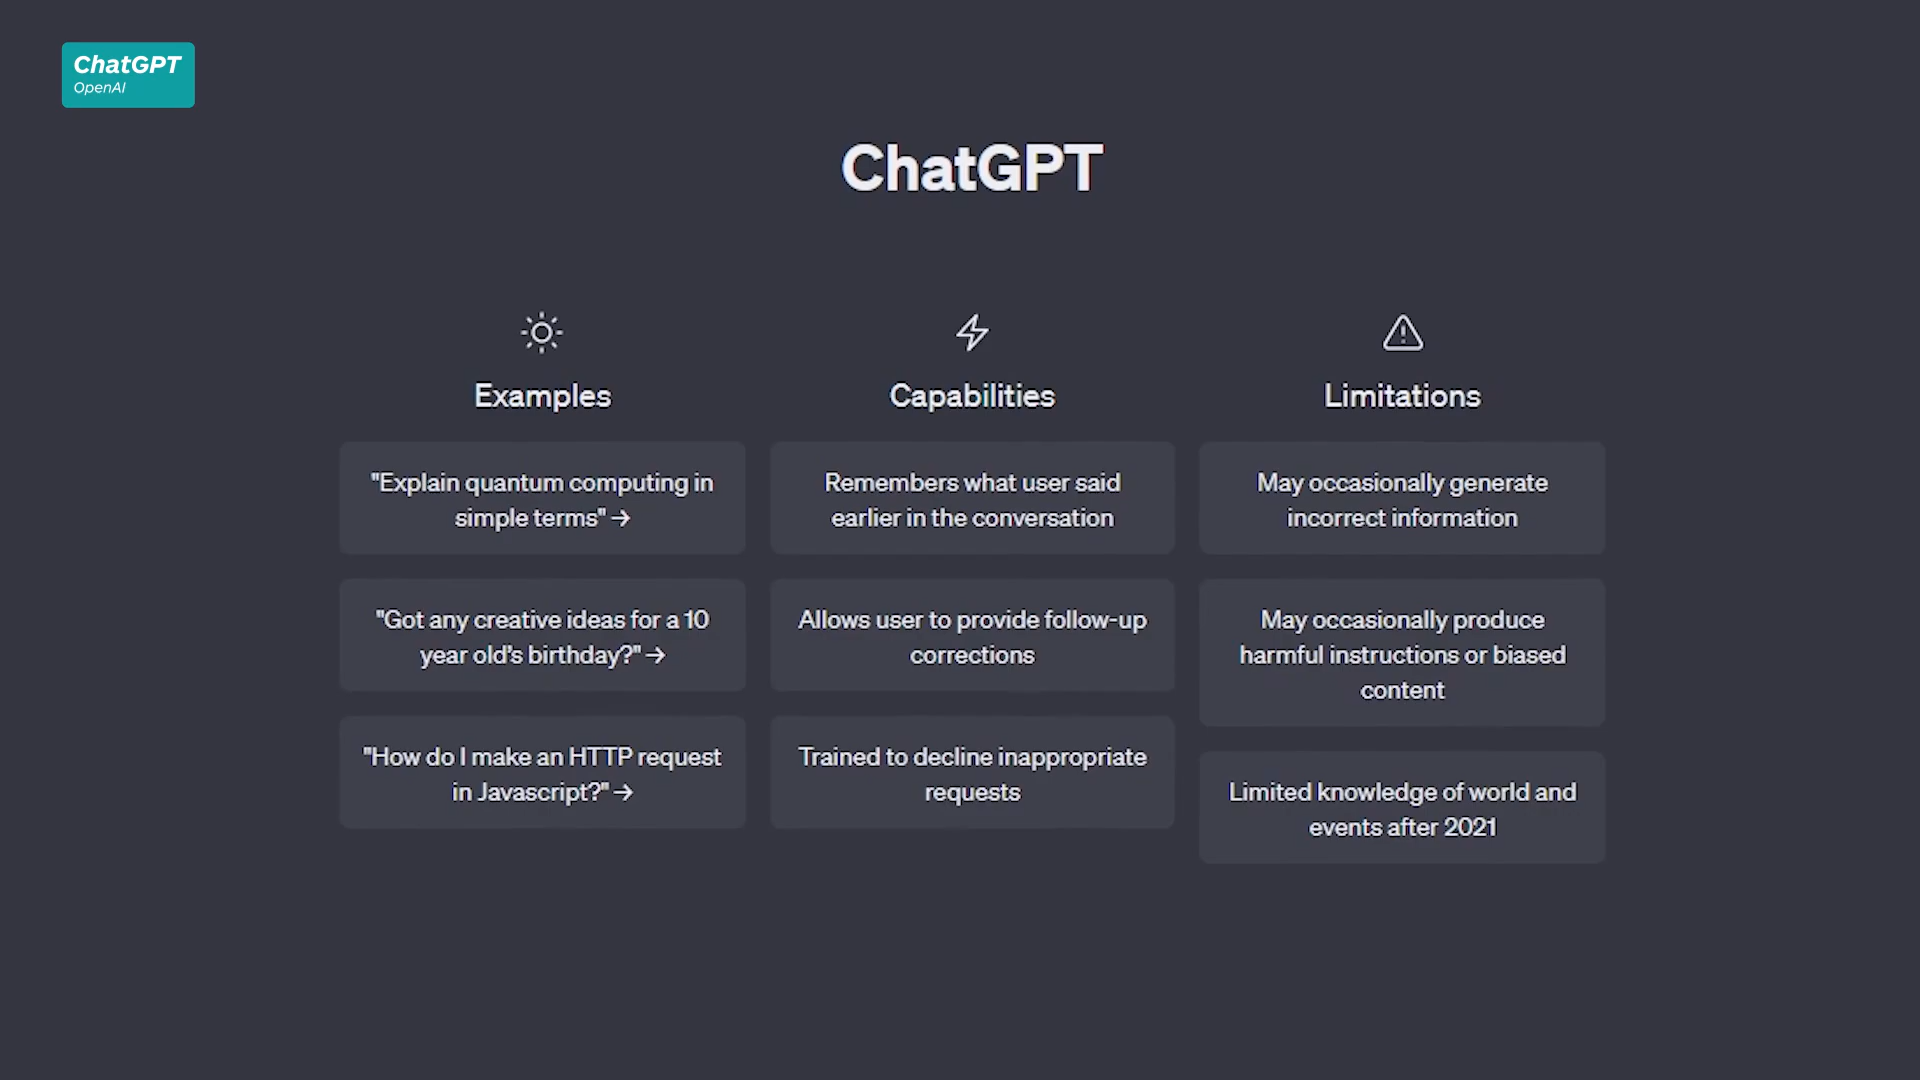 ChatGPT
OpenAI
ChatGPT
Examples
"Explain quantum computing in
simple terms" →
"Got any creative ideas for a 10
year old's birthday?" →
"How do I make an HTTP request
in Javascript?" →
Capabilities
Remembers what user said
earlier in the conversation
Allows user to provide follow-up
corrections
Trained to decline inappropriate
requests
Limitations
May occasionally generate
incorrect information
May occasionally produce
harmful instructions or biased
content
Limited knowledge of world and
events after 2021